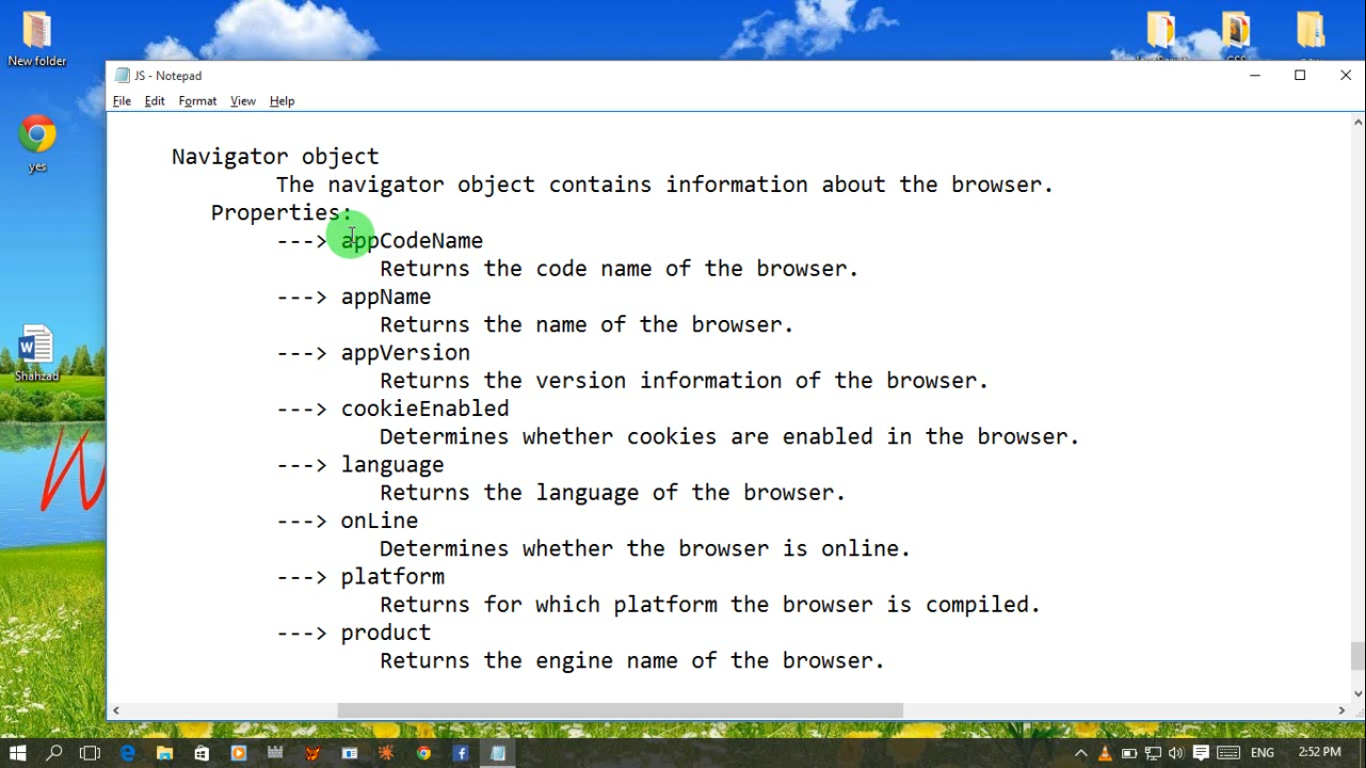 New folder
JS - Notepad
File Edit Format View Help
yes
Shahzad
Navigator object
The navigator object contains information about the browser.
Properties:
---> appCodeName
Returns the code name of the browser.
---> appName
Returns the name of the browser.
---> appVersion
Returns the version information of the browser.
---> cookieEnabled
Determines whether cookies are enabled in the browser.
---> language
Returns the language of the browser.
---> onLine
Determines whether the browser is online.
---> platform
Returns for which platform the browser is compiled.
---> product
Returns the engine name of the browser.
ENG 2:52 PM